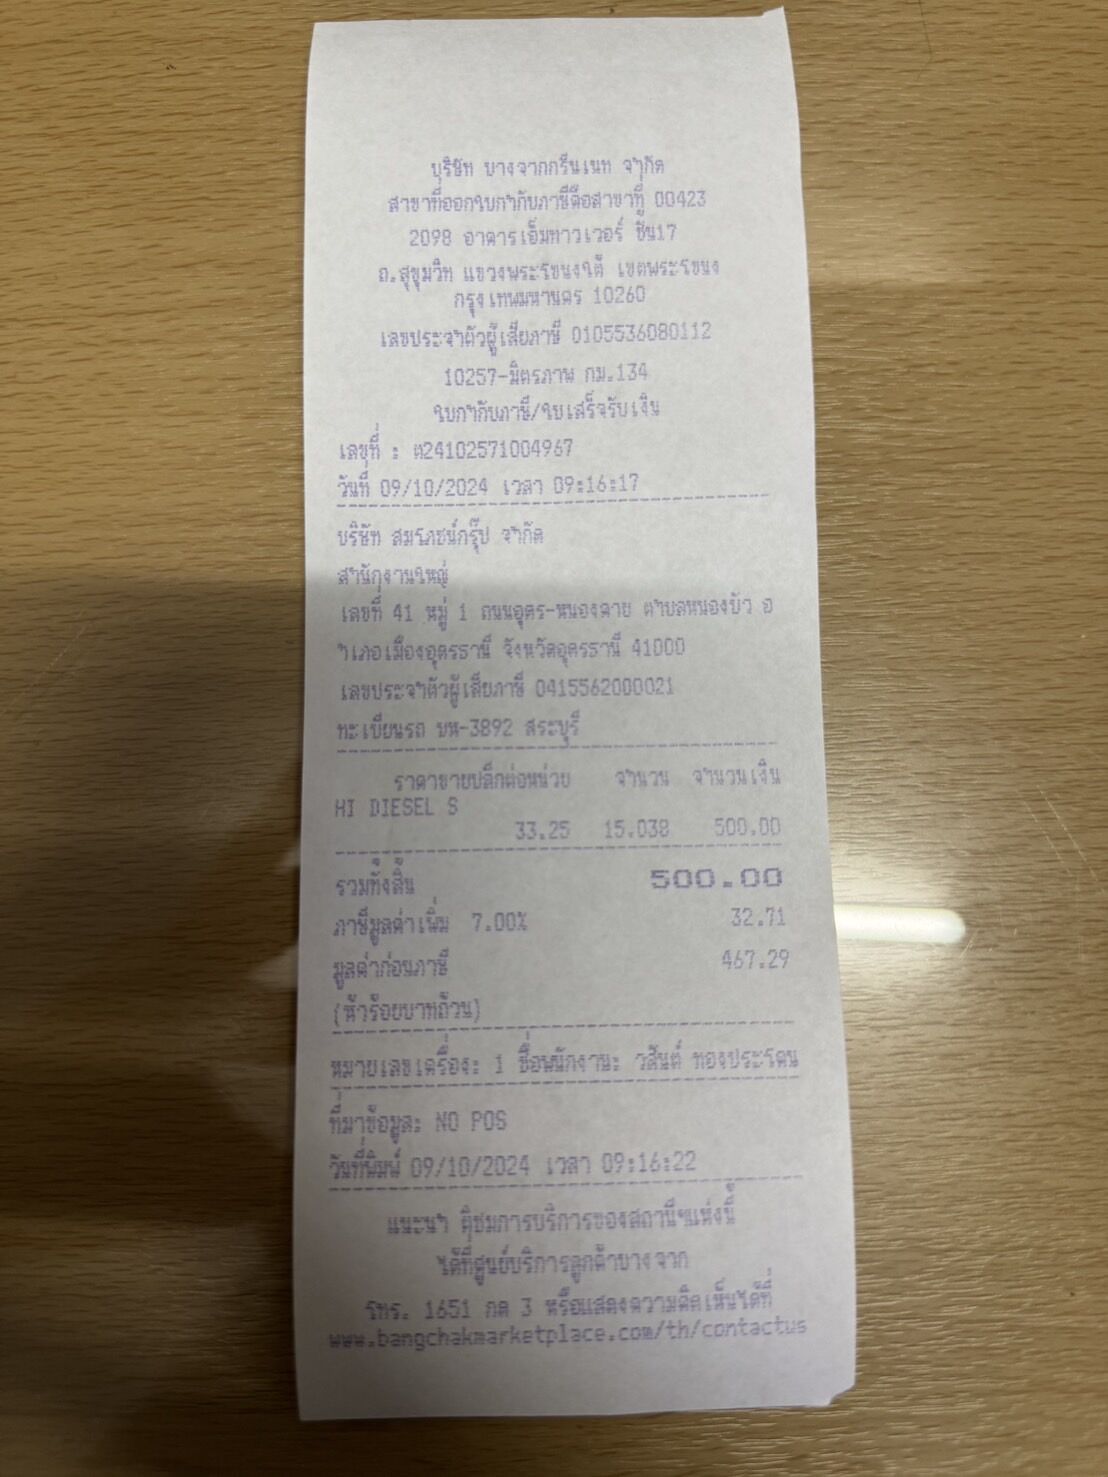 บริษัท บางจากกรีนเนท จำกัด
สาขาที่ออกใบกำกับภาษีคือสาขาที่ 00423
2098 อาคารเอ็มทาวเวอร์ ชั้น17
ถ.สุขุมวิท แขวงพระโขนงใต้ เขตพระโขนง
กรุงเทพมหานคร 10260
เลขประจำตัวผู้เสียภาษี 0105536080112
10257-มิตรภาพ กม.134
ใบกำกับภาษี/ใบเสร็จรับเงิน
เลขที่ : ต24102571004967
วันที่ 09/10/2024 เวลา 09:16:17
บริษัท สมโภชน์กรุ๊ป จำกัด
สำนักงานใหญ่
เลขที่ 41 หมู่ 1 ถนนอุดร-หนองคาย ตำบลหนองบัว อ
ำเภอเมืองอุดรธานี จังหวัดอุดรธานี 41000
เลขประจำตัวผู้เสียภาษี 0415562000021
ทะเบียนรถ บห-3892 สระบุรี
ราคาขายปลีกต่อหน่วย จำนวน จำนวนเงิน
HI DIESEL S
33.25 15.038 500.00
รวมทั้งสิ้น 500.00
ภาษีมูลค่าเพิ่ม 7.00% 32.71
มูลค่าก่อนภาษี 467.29
(ห้าร้อยบาทถ้วน)
หมายเลขเครื่อง: 1 ชื่อพนักงาน: วสันต์ ทองประโคน
ที่มาข้อมูล: NO POS
วันที่พิมพ์ 09/10/2024 เวลา 09:16:22
แนะนำ ติชมการบริการของสถานีฯแห่งนี้
ได้ที่ศูนย์บริการลูกค้าบางจาก
โทร. 1651 กด 3 หรือแสดงความคิดเห็นได้ที่
www.bangchakmarketplace.com/th/contactus